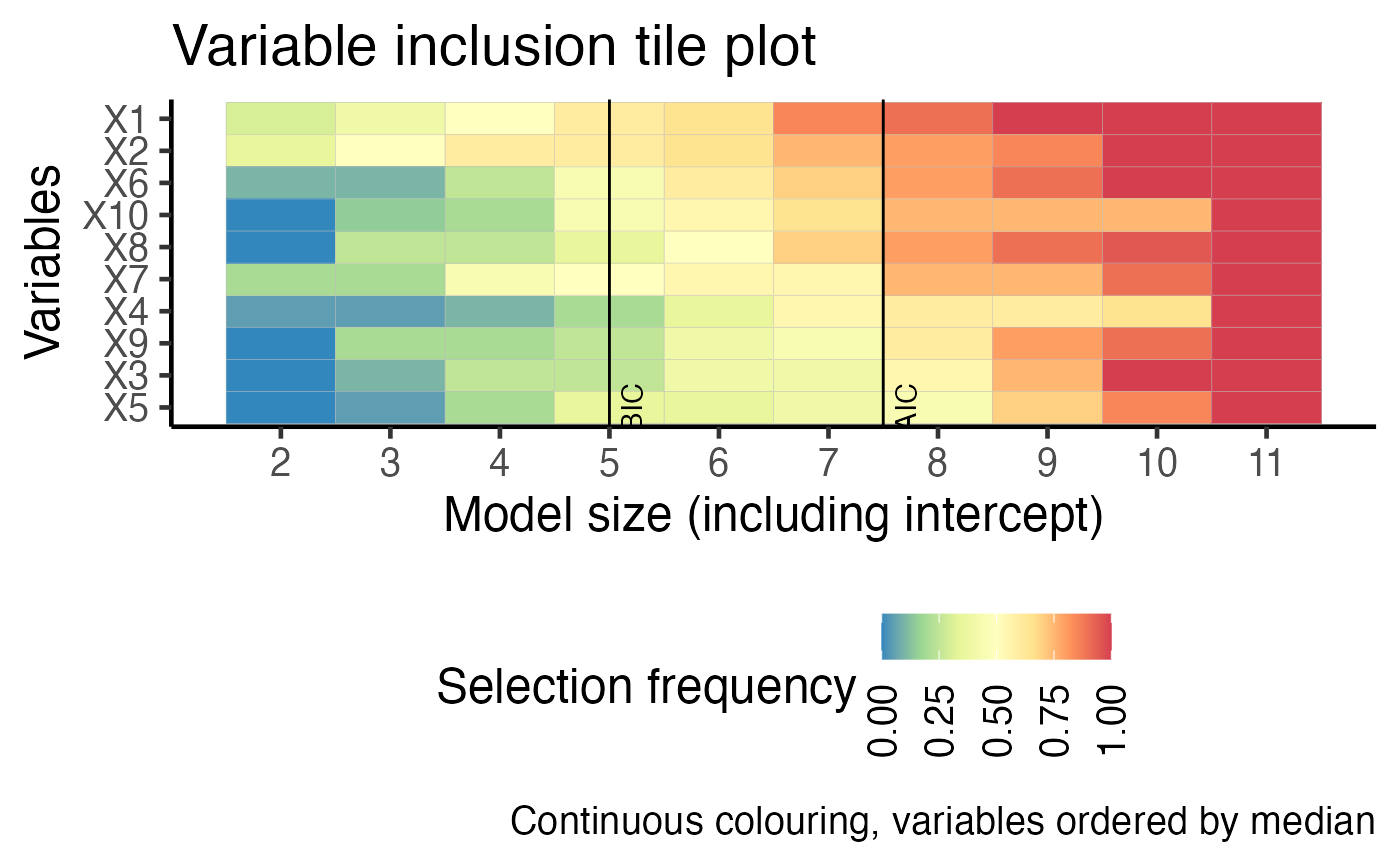 Variable inclusion tile plot
Variables
X1
X2
X6
X10
X8
X7
X4
X9
X3
X5
BIC
AIC
2 3 4 5 6 7 8 9 10 11
Model size (including intercept)
Selection frequency
0.00 0.25 0.50 0.75 1.00
Continuous colouring, variables ordered by median